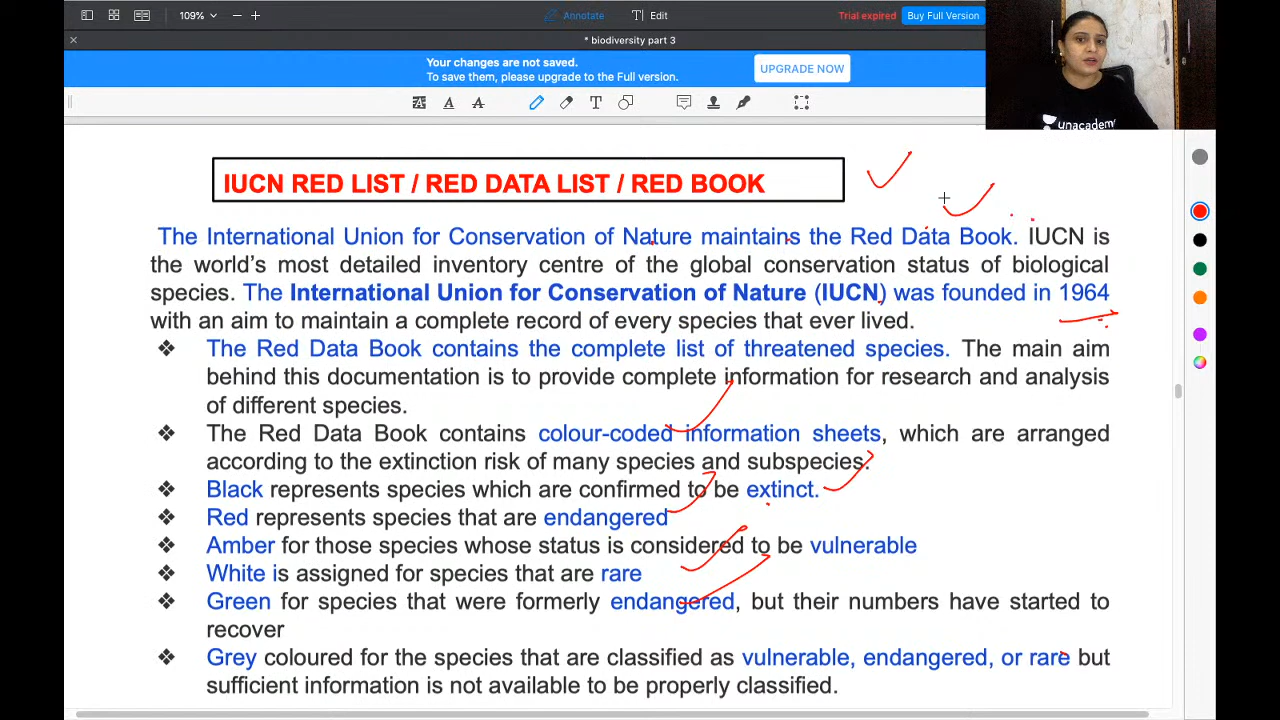 109%
Annotate
Edit
Trial expired
Buy Full Version
* biodiversity part 3
Your changes are not saved.
To save them, please upgrade to the Full version.
UPGRADE NOW
unacademy
IUCN RED LIST / RED DATA LIST / RED BOOK
The International Union for Conservation of Nature maintains the Red Data Book. IUCN is
the world's most detailed inventory centre of the global conservation status of biological
species. The International Union for Conservation of Nature (IUCN) was founded in 1964
with an aim to maintain a complete record of every species that ever lived.
❖ The Red Data Book contains the complete list of threatened species. The main aim
behind this documentation is to provide complete information for research and analysis
of different species.
❖ The Red Data Book contains colour-coded information sheets, which are arranged
according to the extinction risk of many species and subspecies.
❖ Black represents species which are confirmed to be extinct.
❖ Red represents species that are endangered
❖ Amber for those species whose status is considered to be vulnerable
❖ White is assigned for species that are rare
❖ Green for species that were formerly endangered, but their numbers have started to
recover
❖ Grey coloured for the species that are classified as vulnerable, endangered, or rare but
sufficient information is not available to be properly classified.